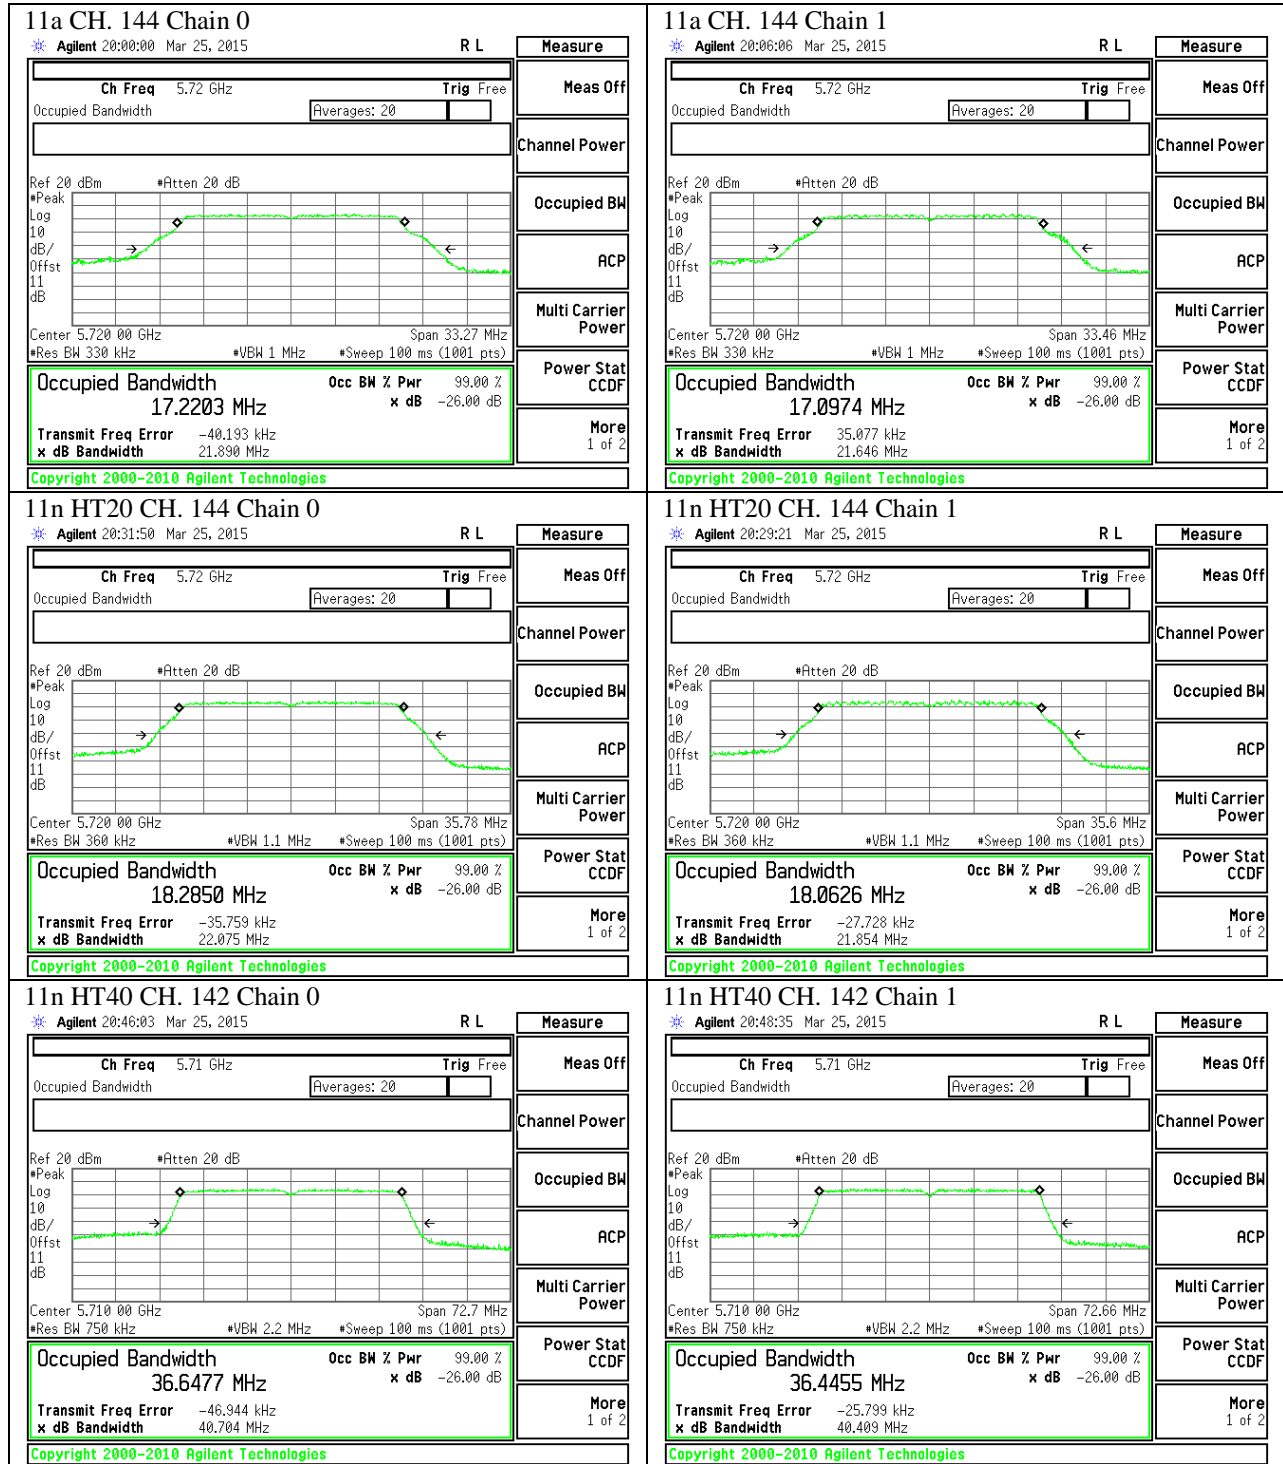 11a CH. 144 Chain 0
Agilent 20:00:00 Mar 25, 2015 R L
Measure
Ch Freq 5.72 GHz Trig Free
Meas Off
Occupied Bandwidth Averages: 20
Channel Power
Ref 20 dBm #Atten 20 dB
#Peak
Occupied BW
Log
10
dB/
ACP
Offst
11
dB
Multi Carrier
Power
Center 5.720 00 GHz Span 33.27 MHz
#Res BW 330 kHz #VBW 1 MHz #Sweep 100 ms (1001 pts)
Power Stat
CCDF
Occupied Bandwidth Occ BW % Pwr 99.00 %
17.2203 MHz x dB -26.00 dB
More
1 of 2
Transmit Freq Error -40.193 kHz
x dB Bandwidth 21.890 MHz
Copyright 2000-2010 Agilent Technologies
11a CH. 144 Chain 1
Agilent 20:06:06 Mar 25, 2015 R L
Measure
Ch Freq 5.72 GHz Trig Free
Meas Off
Occupied Bandwidth Averages: 20
Channel Power
Ref 20 dBm #Atten 20 dB
#Peak
Occupied BW
Log
10
dB/
ACP
Offst
11
dB
Multi Carrier
Power
Center 5.720 00 GHz Span 33.46 MHz
#Res BW 330 kHz #VBW 1 MHz #Sweep 100 ms (1001 pts)
Power Stat
CCDF
Occupied Bandwidth Occ BW % Pwr 99.00 %
17.0974 MHz x dB -26.00 dB
More
1 of 2
Transmit Freq Error 35.077 kHz
x dB Bandwidth 21.646 MHz
Copyright 2000-2010 Agilent Technologies
11n HT20 CH. 144 Chain 0
Agilent 20:31:50 Mar 25, 2015 R L
Measure
Ch Freq 5.72 GHz Trig Free
Meas Off
Occupied Bandwidth Averages: 20
Channel Power
Ref 20 dBm #Atten 20 dB
#Peak
Occupied BW
Log
10
dB/
ACP
Offst
11
dB
Multi Carrier
Power
Center 5.720 00 GHz Span 35.78 MHz
#Res BW 360 kHz #VBW 1.1 MHz #Sweep 100 ms (1001 pts)
Power Stat
CCDF
Occupied Bandwidth Occ BW % Pwr 99.00 %
18.2850 MHz x dB -26.00 dB
More
1 of 2
Transmit Freq Error -35.759 kHz
x dB Bandwidth 22.075 MHz
Copyright 2000-2010 Agilent Technologies
11n HT20 CH. 144 Chain 1
Agilent 20:29:21 Mar 25, 2015 R L
Measure
Ch Freq 5.72 GHz Trig Free
Meas Off
Occupied Bandwidth Averages: 20
Channel Power
Ref 20 dBm #Atten 20 dB
#Peak
Occupied BW
Log
10
dB/
ACP
Offst
11
dB
Multi Carrier
Power
Center 5.720 00 GHz Span 35.6 MHz
#Res BW 360 kHz #VBW 1.1 MHz #Sweep 100 ms (1001 pts)
Power Stat
CCDF
Occupied Bandwidth Occ BW % Pwr 99.00 %
18.0626 MHz x dB -26.00 dB
More
1 of 2
Transmit Freq Error -27.728 kHz
x dB Bandwidth 21.854 MHz
Copyright 2000-2010 Agilent Technologies
11n HT40 CH. 142 Chain 0
Agilent 20:46:03 Mar 25, 2015 R L
Measure
Ch Freq 5.71 GHz Trig Free
Meas Off
Occupied Bandwidth Averages: 20
Channel Power
Ref 20 dBm #Atten 20 dB
#Peak
Occupied BW
Log
10
dB/
ACP
Offst
11
dB
Multi Carrier
Power
Center 5.710 00 GHz Span 72.7 MHz
#Res BW 750 kHz #VBW 2.2 MHz #Sweep 100 ms (1001 pts)
Power Stat
CCDF
Occupied Bandwidth Occ BW % Pwr 99.00 %
36.6477 MHz x dB -26.00 dB
More
1 of 2
Transmit Freq Error -46.944 kHz
x dB Bandwidth 40.704 MHz
Copyright 2000-2010 Agilent Technologies
11n HT40 CH. 142 Chain 1
Agilent 20:48:35 Mar 25, 2015 R L
Measure
Ch Freq 5.71 GHz Trig Free
Meas Off
Occupied Bandwidth Averages: 20
Channel Power
Ref 20 dBm #Atten 20 dB
#Peak
Occupied BW
Log
10
dB/
ACP
Offst
11
dB
Multi Carrier
Power
Center 5.710 00 GHz Span 72.66 MHz
#Res BW 750 kHz #VBW 2.2 MHz #Sweep 100 ms (1001 pts)
Power Stat
CCDF
Occupied Bandwidth Occ BW % Pwr 99.00 %
36.4455 MHz x dB -26.00 dB
More
1 of 2
Transmit Freq Error -25.799 kHz
x dB Bandwidth 40.409 MHz
Copyright 2000-2010 Agilent Technologies